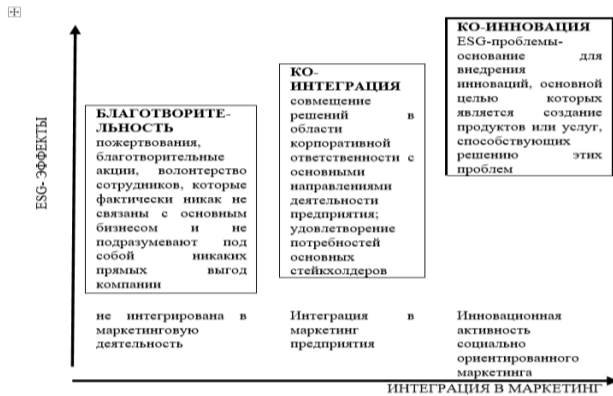 КО-ИННОВАЦИЯ
ESG-проблемы-
основание для
внедрения
инноваций, основной
целью которых
является создание
продуктов или услуг,
способствующих
решению этих
проблем
КО-
ИНТЕГРАЦИЯ
совмещение
решений в
области
корпоративной
ответственности с
основными
направлениями
деятельности
предприятия;
удовлетворение
потребностей
основных
стейкхолдеров
БЛАГОТВОРИТЕ-
ЛЬНОСТЬ
пожертвования,
благотворительные
акции, волонтерство
сотрудников, которые
фактически никак не
связаны с основным
бизнесом и не
подразумевают под
собой никаких
прямых выгод
компании
ESG- ЭФФЕКТЫ
не интегрирована в
маркетинговую
деятельность
Интеграция в
маркетинг
предприятия
Инновационная
активность
социально
ориентированного
маркетинга
ИНТЕГРАЦИЯ В МАРКЕТИНГ